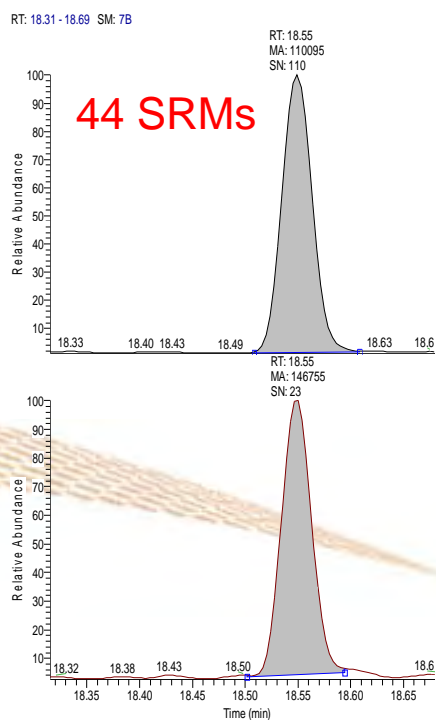 RT: 18.31 - 18.69 SM: 7B
RT: 18.55
MA: 110095
SN: 110
44 SRMs
Relative Abundance
100
90
80
70
60
50
40
30
20
10
18.33 18.40 18.43 18.49 18.63 18.6
RT: 18.55
MA: 146755
SN: 23
Relative Abundance
100
90
80
70
60
50
40
30
20
10
18.32 18.38 18.43 18.50 18.6
18.35 18.40 18.45 18.50 18.55 18.60 18.65
Time (min)